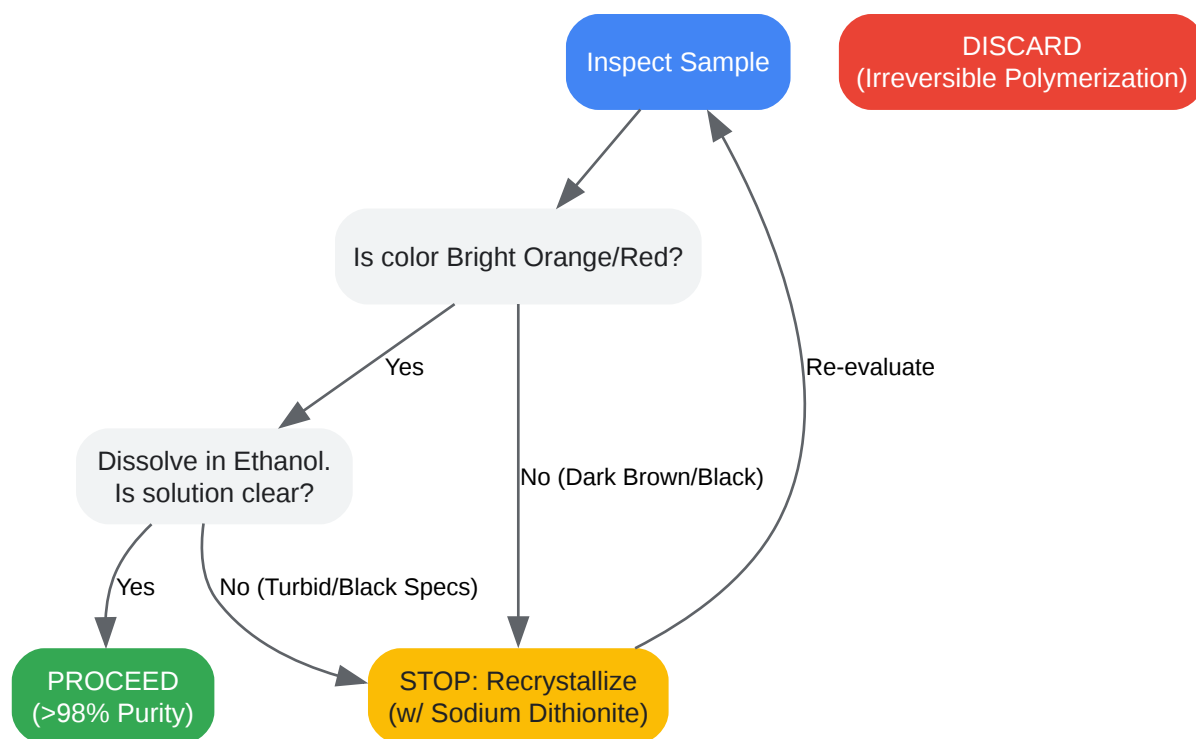 Inspect Sample
DISCARD
(Irreversible Polymerization)
Is color Bright Orange/Red?
Yes
Re-evaluate
Dissolve in Ethanol.
Is solution clear?
No (Dark Brown/Black)
Yes
No (Turbid/Black Specs)
PROCEED
(>98% Purity)
STOP: Recrystallize
(w/ Sodium Dithionite)